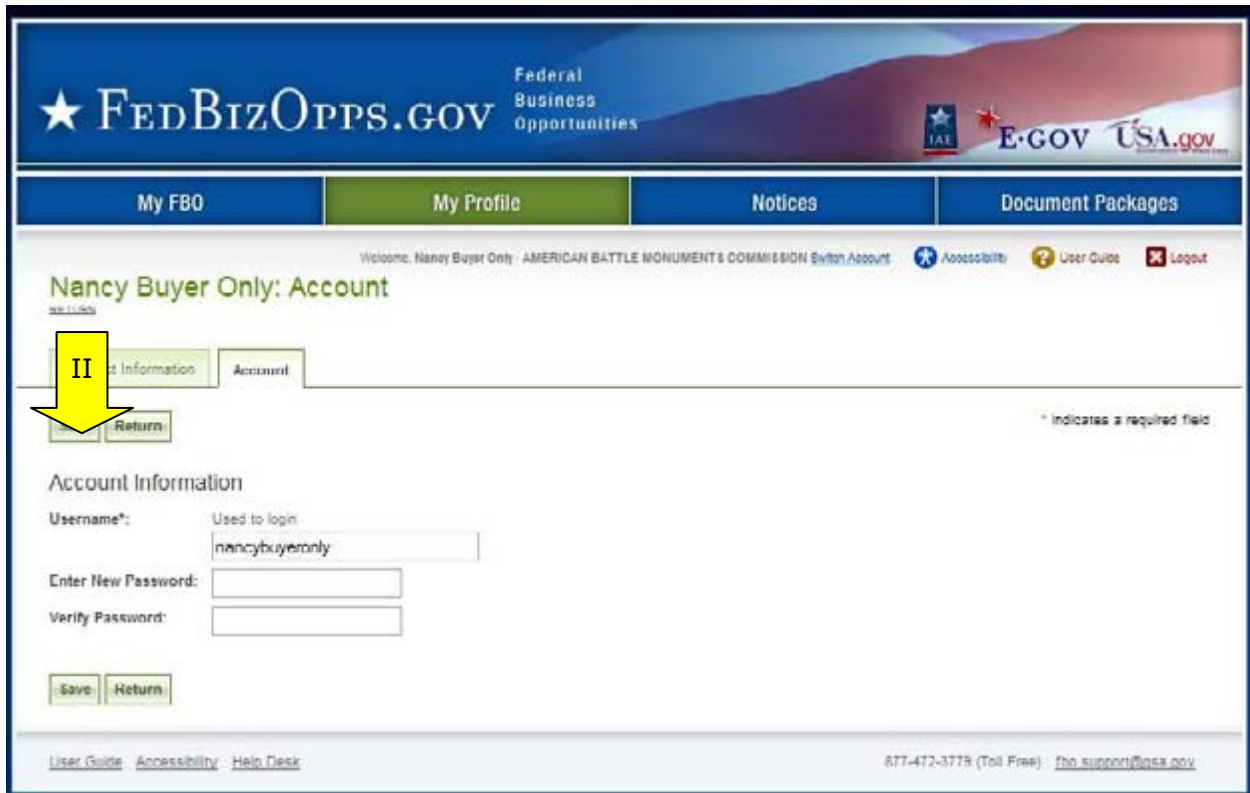 ★ FEDBIZOPPS.GOV
Federal
Business
Opportunities
IAE
E·GOV
USA.gov
My FBO
My Profile
Notices
Document Packages
Welcome, Nancy Buyer Only - AMERICAN BATTLE MONUMENTS COMMISSION Switch Account
Accessibility
User Guide
Logout
Nancy Buyer Only: Account
RETURN
II
Information
Account
Return
* indicates a required field
Account Information
Username*:
Used to login
nancybuyeronly
Enter New Password:
Verify Password:
Save
Return
User Guide Accessibility Help Desk
877-472-3779 (Toll Free) fbo.support@gsa.gov